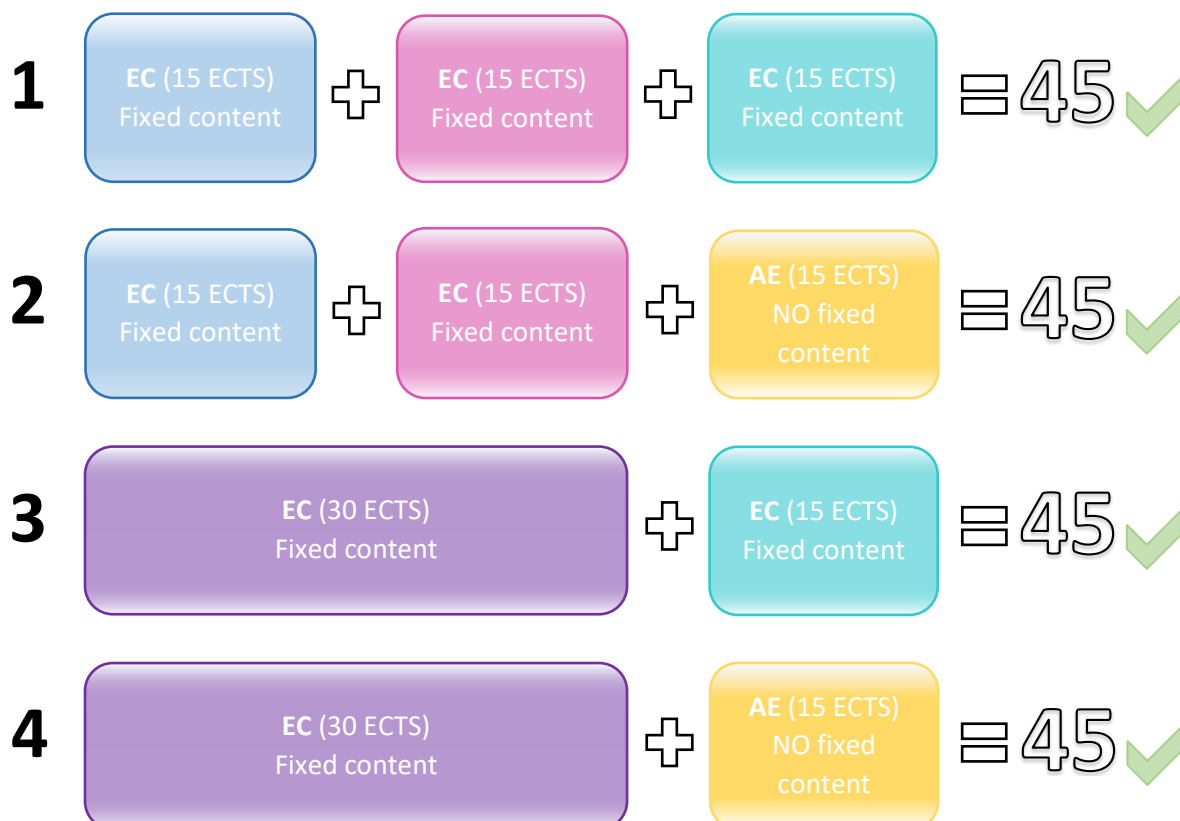 1
EC (15 ECTS)
Fixed content
EC (15 ECTS)
Fixed content
EC (15 ECTS)
Fixed content
= 45
2
EC (15 ECTS)
Fixed content
EC (15 ECTS)
Fixed content
AE (15 ECTS)
NO fixed
content
= 45
3
EC (30 ECTS)
Fixed content
EC (15 ECTS)
Fixed content
= 45
4
EC (30 ECTS)
Fixed content
AE (15 ECTS)
NO fixed
content
= 45